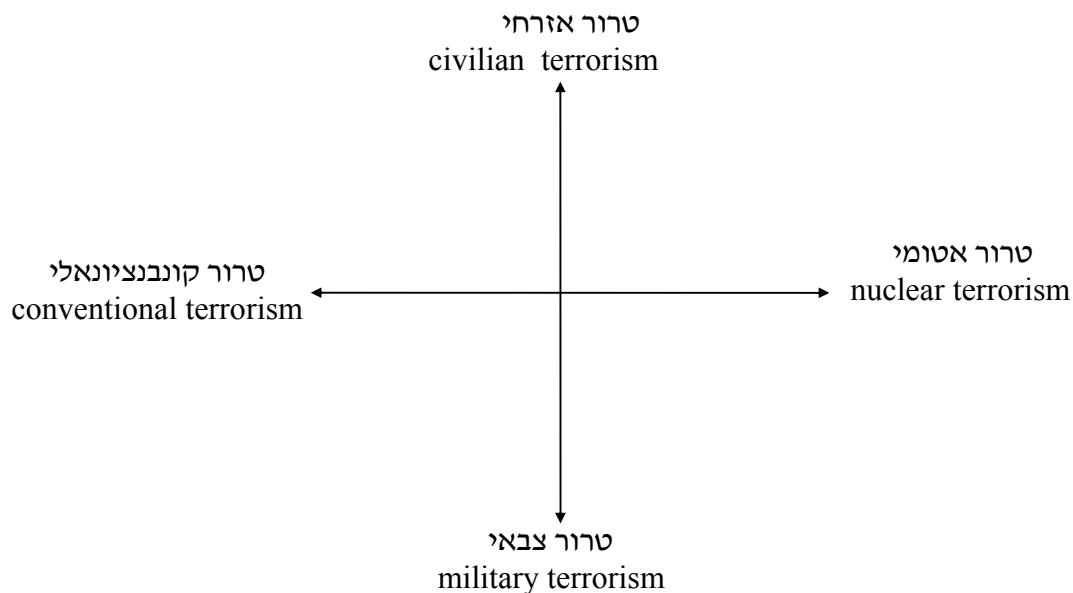 טרור אזרחי
civilian terrorism
טרור אטומי
nuclear terrorism
טרור קונבנציונאלי
conventional terrorism
טרור צבאי
military terrorism